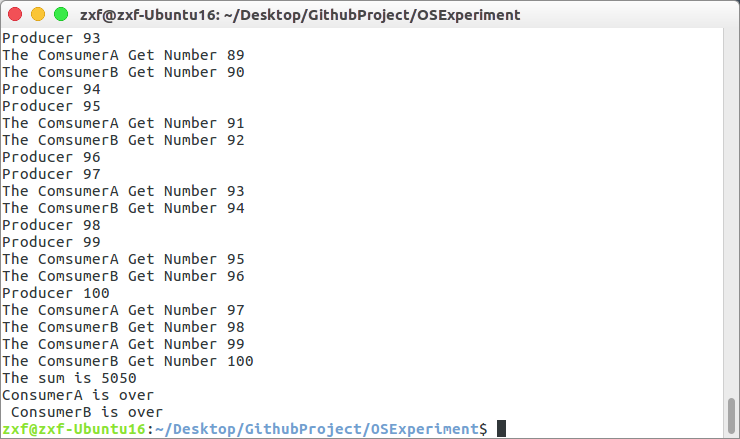 zxf@zxf-Ubuntu16: ~/Desktop/GithubProject/OSExperiment
Producer 93
The ComsumerA Get Number 89
The ComsumerB Get Number 90
Producer 94
Producer 95
The ComsumerA Get Number 91
The ComsumerB Get Number 92
Producer 96
Producer 97
The ComsumerA Get Number 93
The ComsumerB Get Number 94
Producer 98
Producer 99
The ComsumerA Get Number 95
The ComsumerB Get Number 96
Producer 100
The ComsumerA Get Number 97
The ComsumerB Get Number 98
The ComsumerA Get Number 99
The ComsumerB Get Number 100
The sum is 5050
ConsumerA is over
 ConsumerB is over
zxf@zxf-Ubuntu16:~/Desktop/GithubProject/OSExperiment$